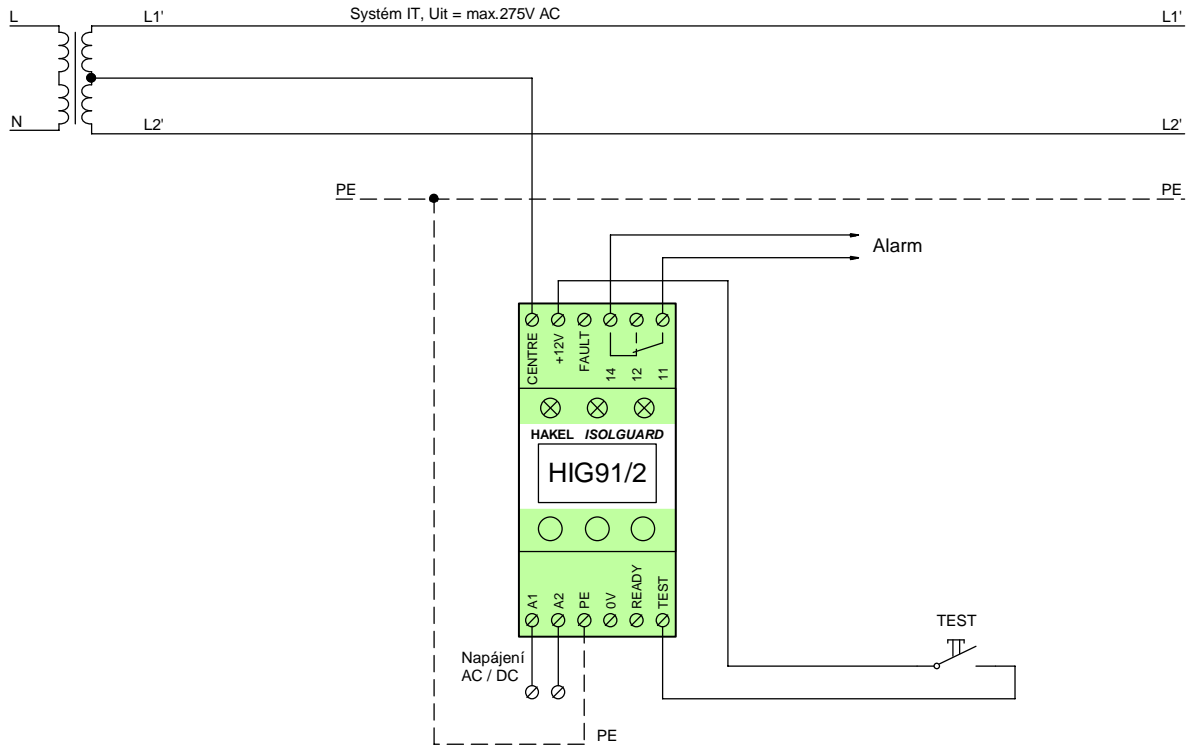 L
L1'
Systém IT, Uit = max.275V AC
L1'
N
L2'
L2'
PE
PE
Alarm
CENTRE
+12V
FAULT
14
12
11
HAKEL ISOLGUARD
HIG91/2
A1
A2
PE
0V
READY
TEST
TEST
Napájení
AC / DC
PE